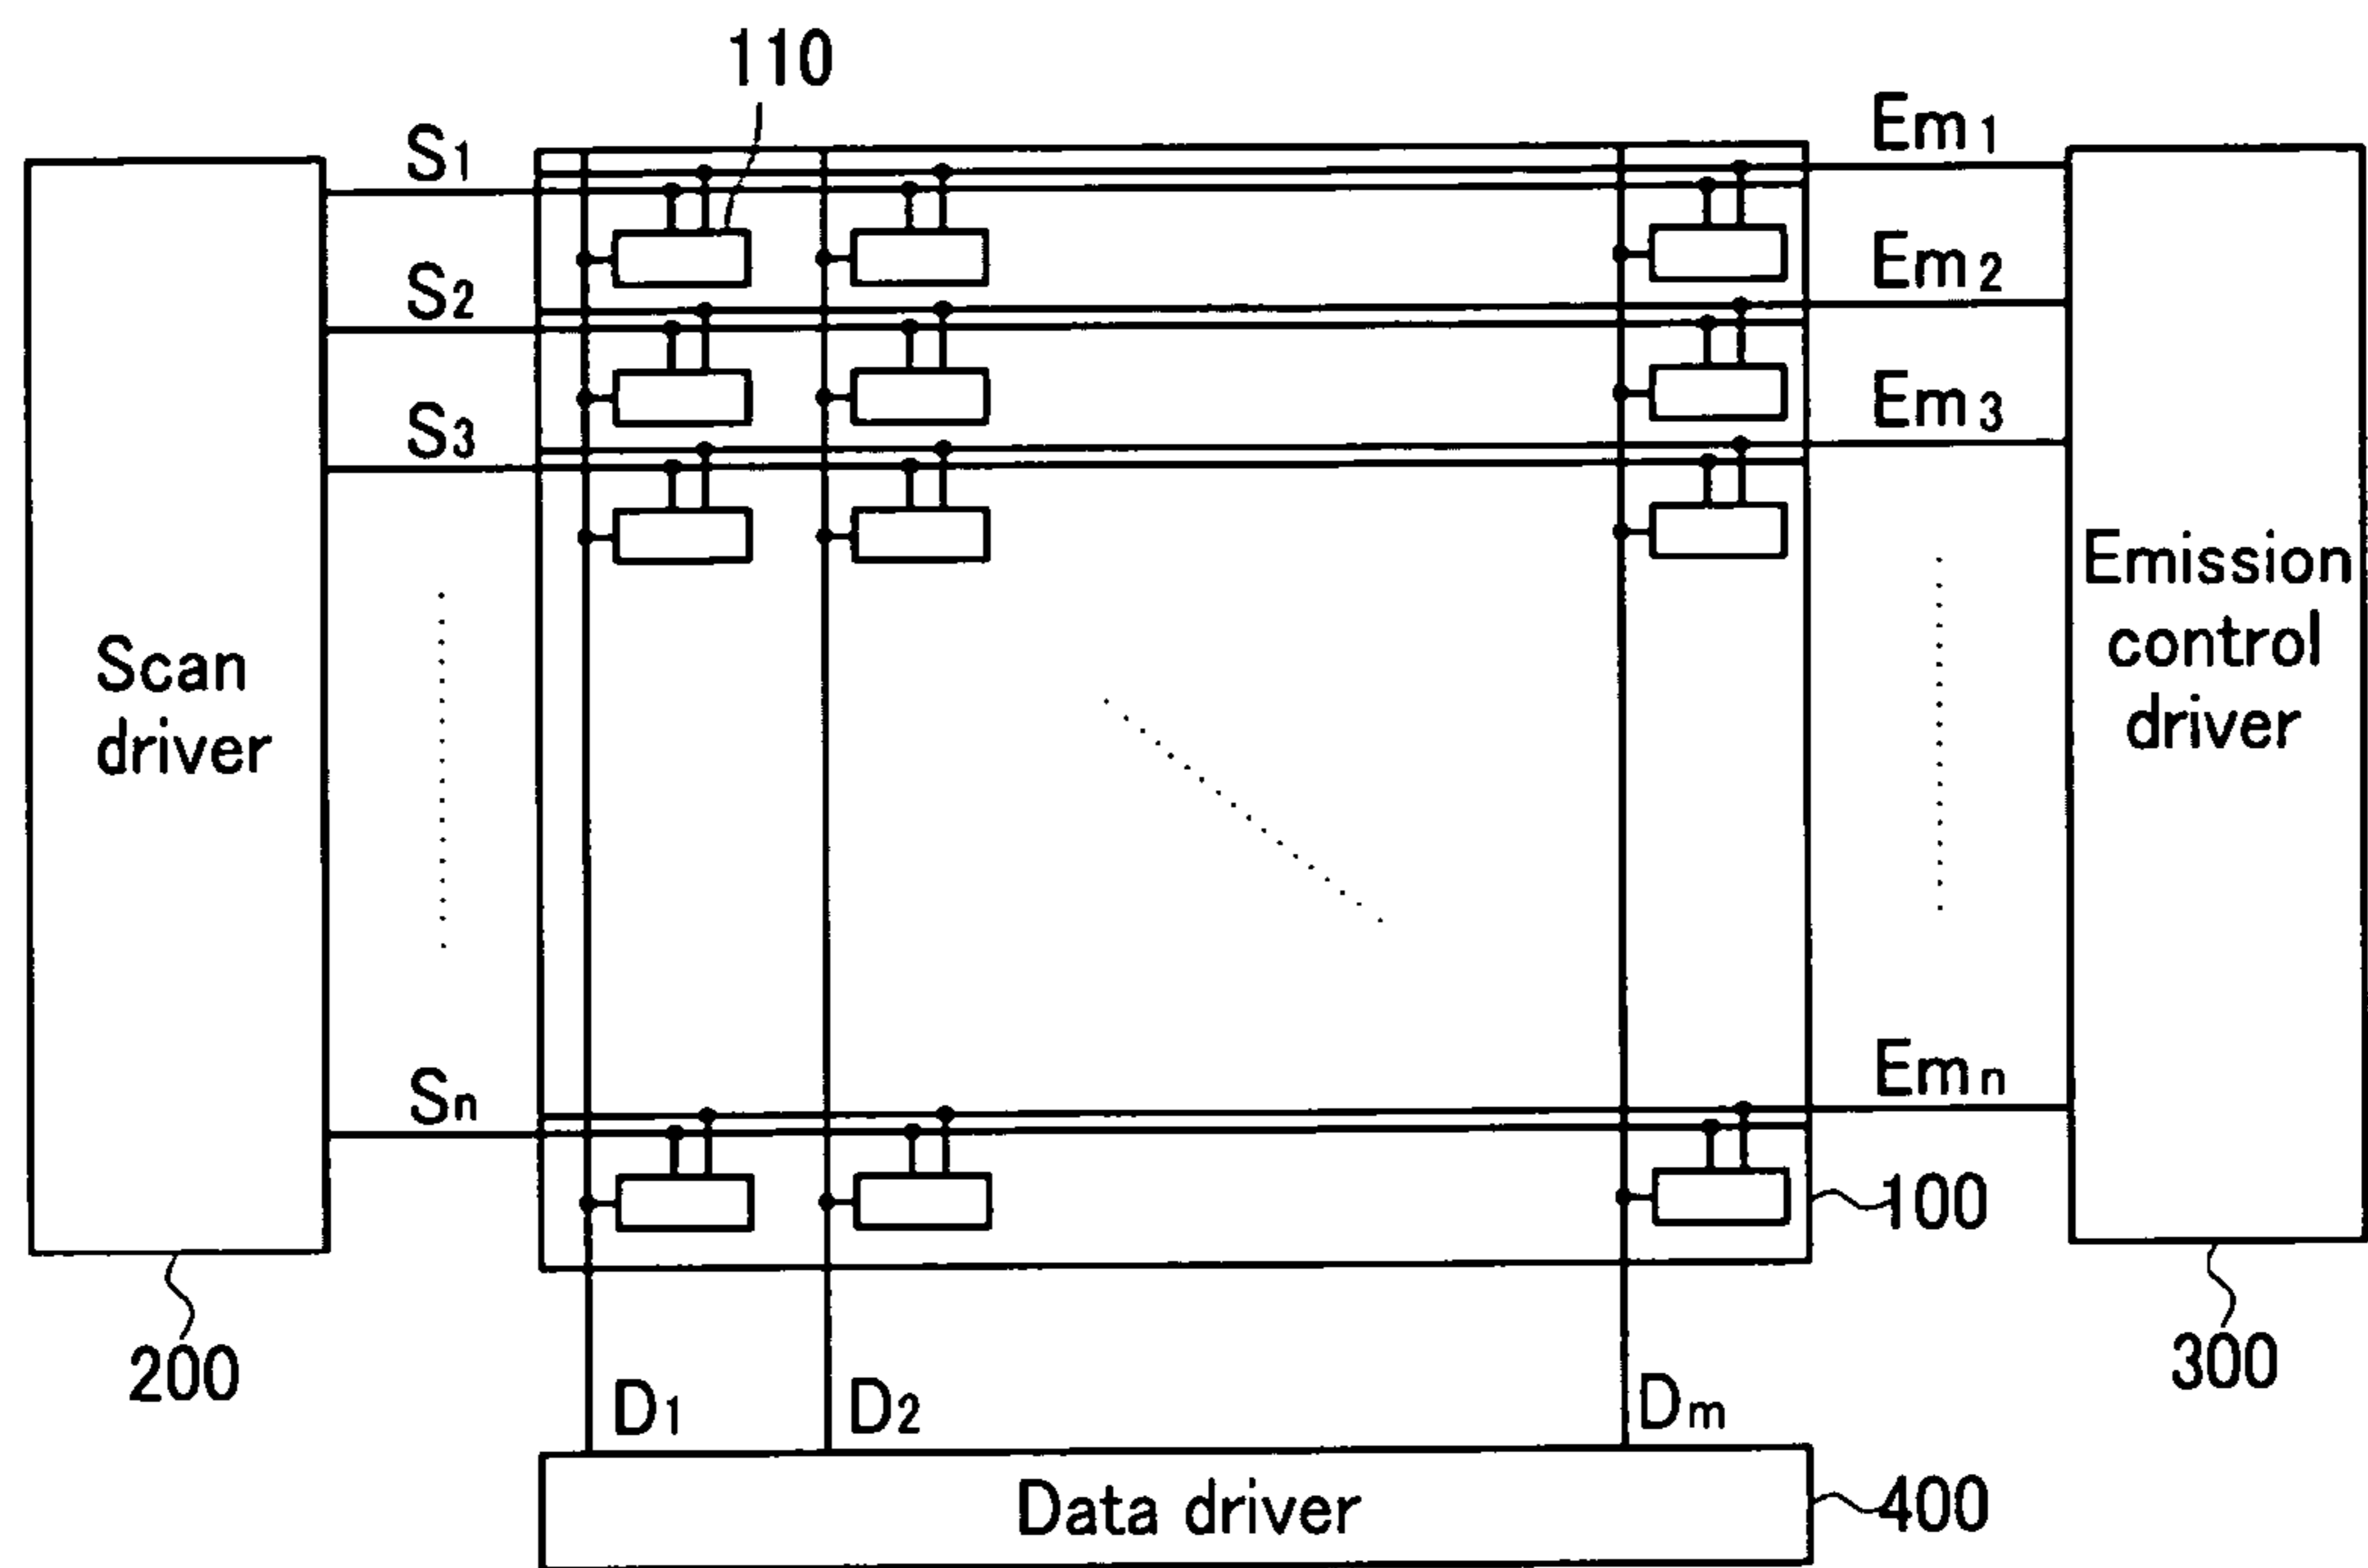 110
S1
Em1
S2
Em2
S3
Em3
Scan
driver
Emission
control
driver
Sn
Emn
100
200
300
D1
D2
Dm
Data driver
400